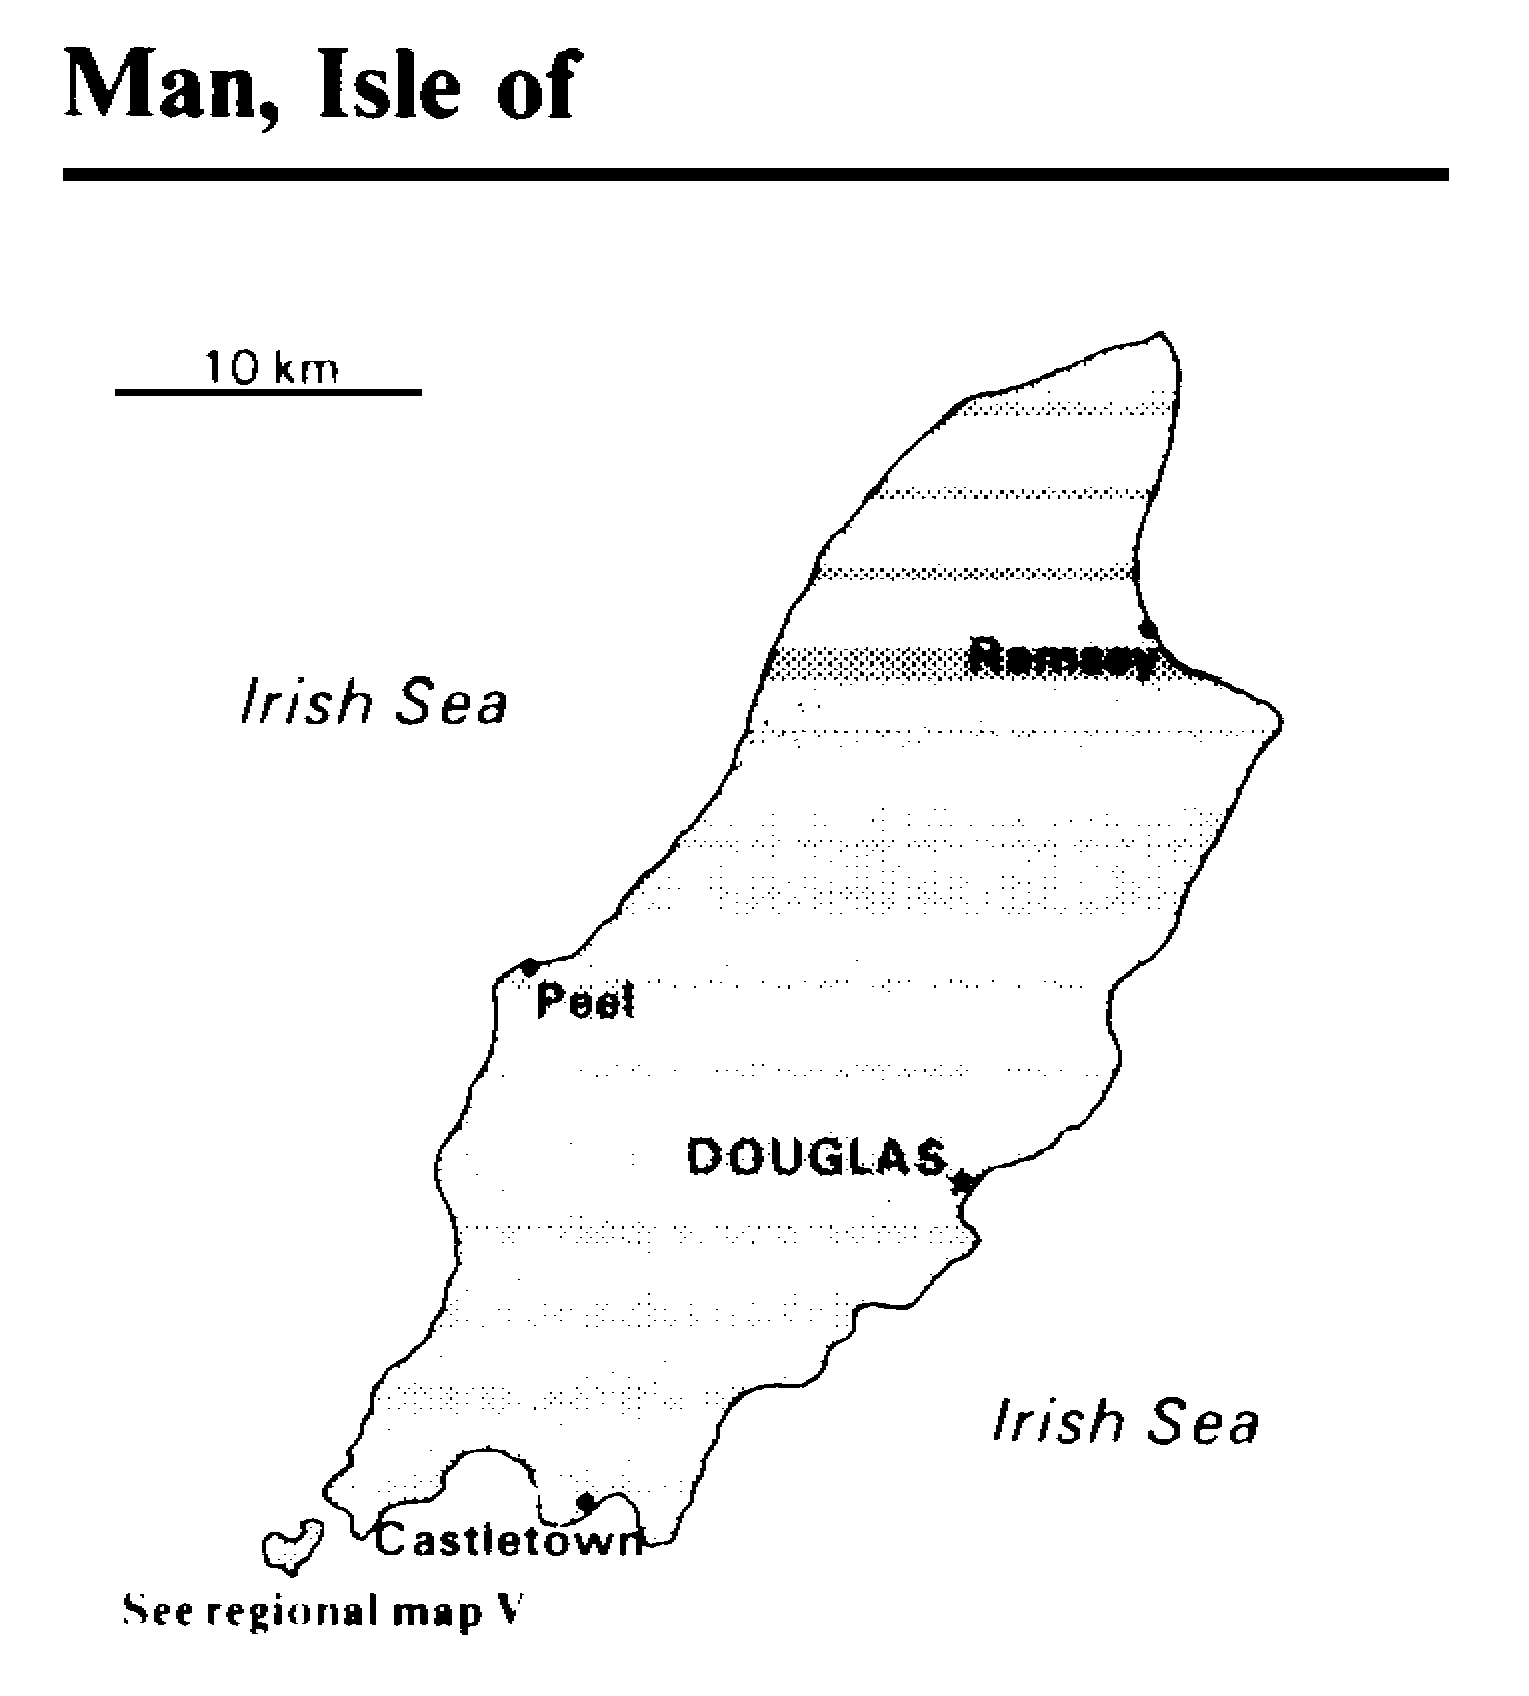 Man, Isle of
10 km
Ramsey
Irish Sea
Peel
DOUGLAS
Irish Sea
Castletown
See regional map V